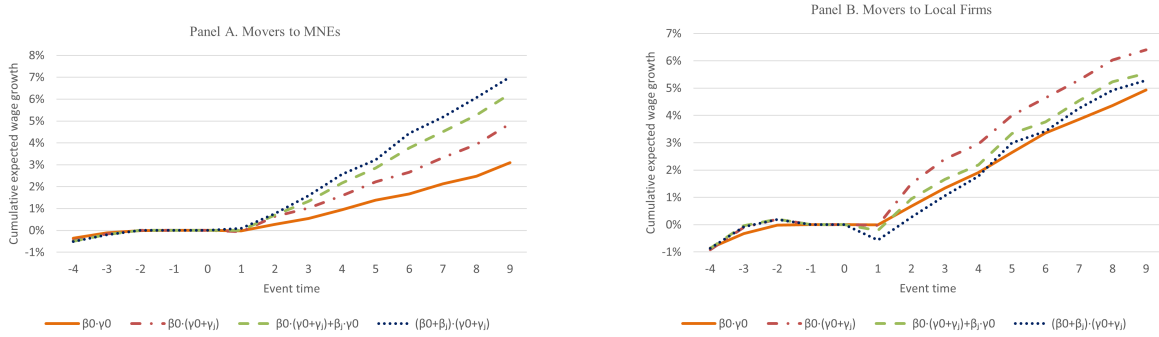 Panel A. Movers to MNEs
Cumulative expected wage growth
8%
7%
6%
5%
4%
3%
2%
1%
0%
-1%
-4 -3 -2 -1 0 1 2 3 4 5 6 7 8 9
Event time
β0·γ0 β0·(γ0+γj) β0·(γ0+γj)+βj·γ0 (β0+βj)·(γ0+γj)
Panel B. Movers to Local Firms
Cumulative expected wage growth
7%
6%
5%
4%
3%
2%
1%
0%
-1%
-4 -3 -2 -1 0 1 2 3 4 5 6 7 8 9
Event time
β0·γ0 β0·(γ0+γj) β0·(γ0+γj)+βj·γ0 (β0+βj)·(γ0+γj)